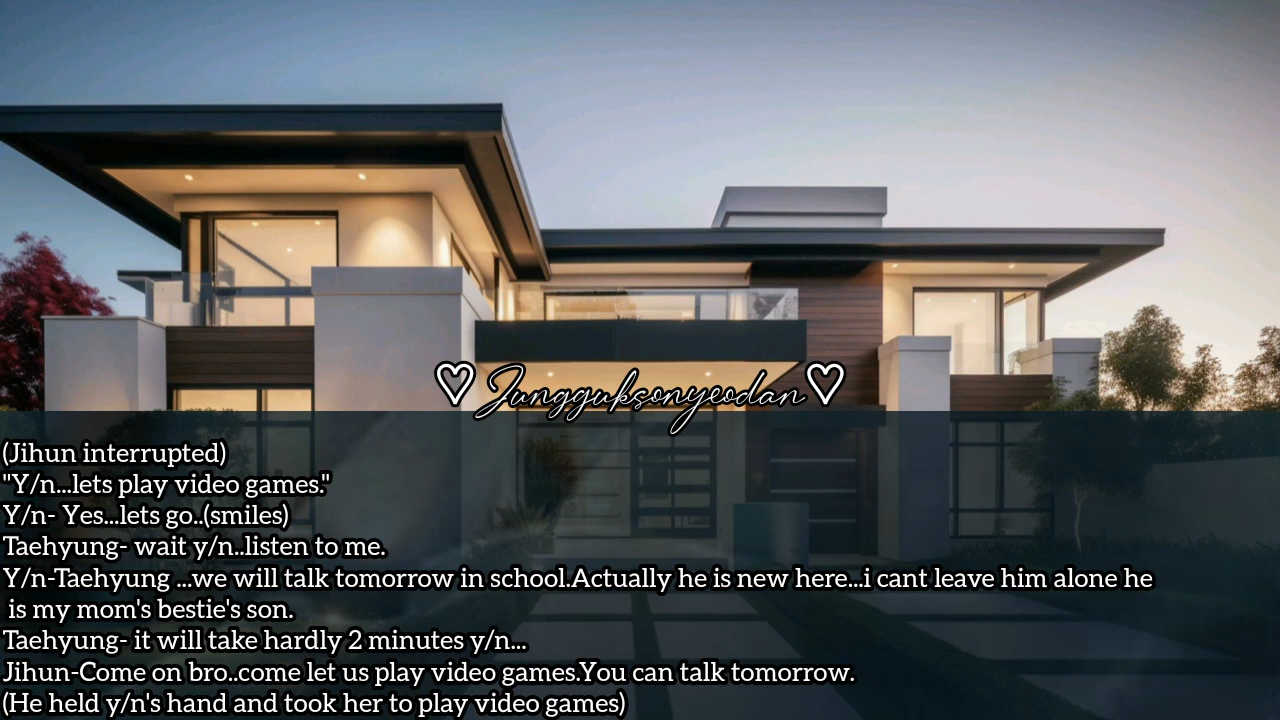 ♡Jungguksonyeodan♡
(Jihun interrupted)
"Y/n...lets play video games."
Y/n- Yes...lets go..(smiles)
Taehyung- wait y/n..listen to me.
Y/n-Taehyung ...we will talk tomorrow in school.Actually he is new here...i cant leave him alone he
is my mom's bestie's son.
Taehyung- it will take hardly 2 minutes y/n...
Jihun-Come on bro..come let us play video games.You can talk tomorrow.
(He held y/n's hand and took her to play video games)